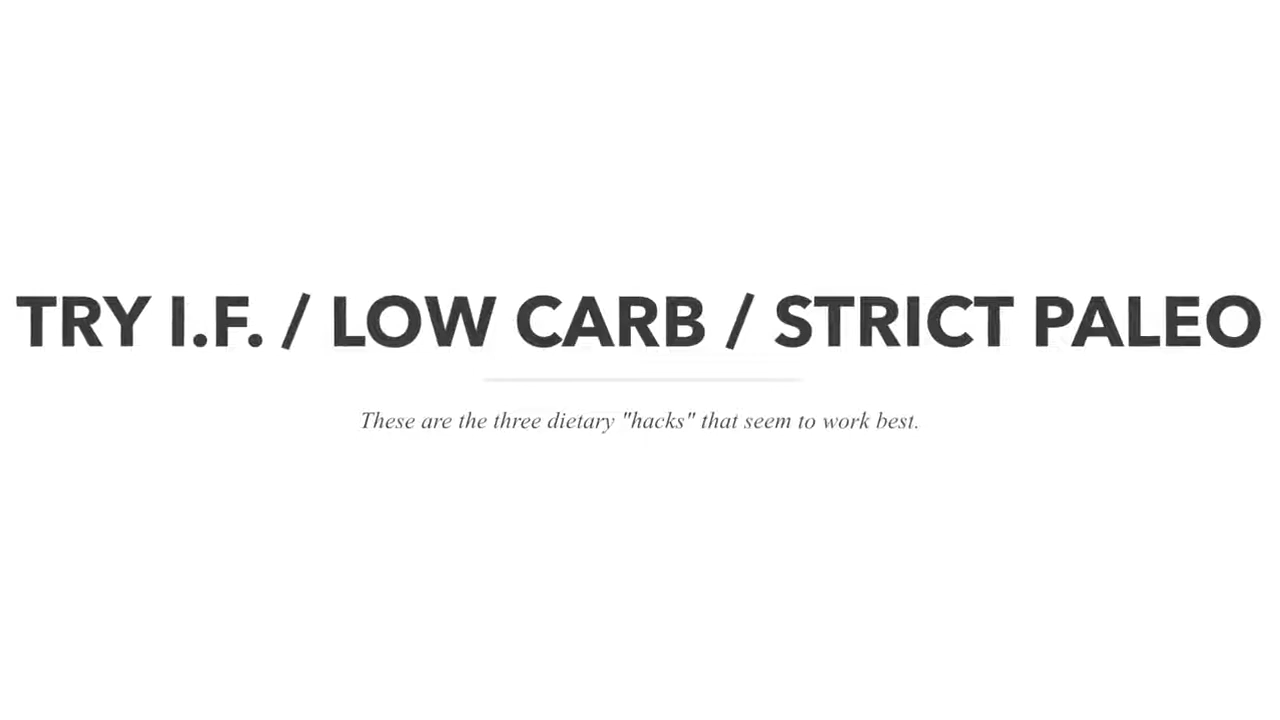 TRY I.F. / LOW CARB / STRICT PALEO
These are the three dietary "hacks" that seem to work best.